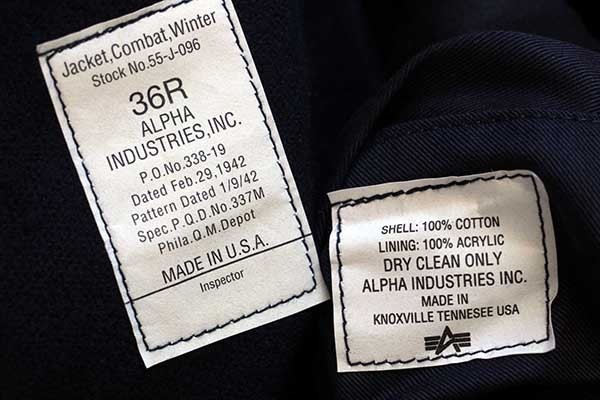 Jacket,Combat,Winter
Stock No.55-J-096
36R
ALPHA
INDUSTRIES,INC.
P.O.No.338-19
Dated Feb.29,1942
Pattern Dated 1/9/42
Spec.P.Q.D.No.337M
Phila.Q.M.Depot
MADE IN U.S.A.
Inspector
SHELL: 100% COTTON
LINING: 100% ACRYLIC
DRY CLEAN ONLY
ALPHA INDUSTRIES INC.
MADE IN
KNOXVILLE TENNESEE USA